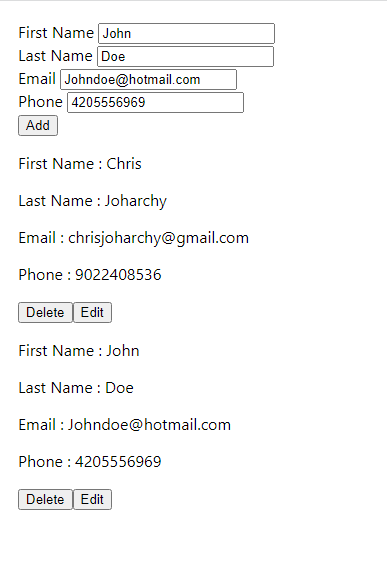 First Name John
Last Name Doe
Email Johndoe@hotmail.com
Phone 4205556969
Add
First Name : Chris
Last Name : Joharchy
Email : chrisjoharchy@gmail.com
Phone : 9022408536
Delete Edit
First Name : John
Last Name : Doe
Email : Johndoe@hotmail.com
Phone : 4205556969
Delete Edit